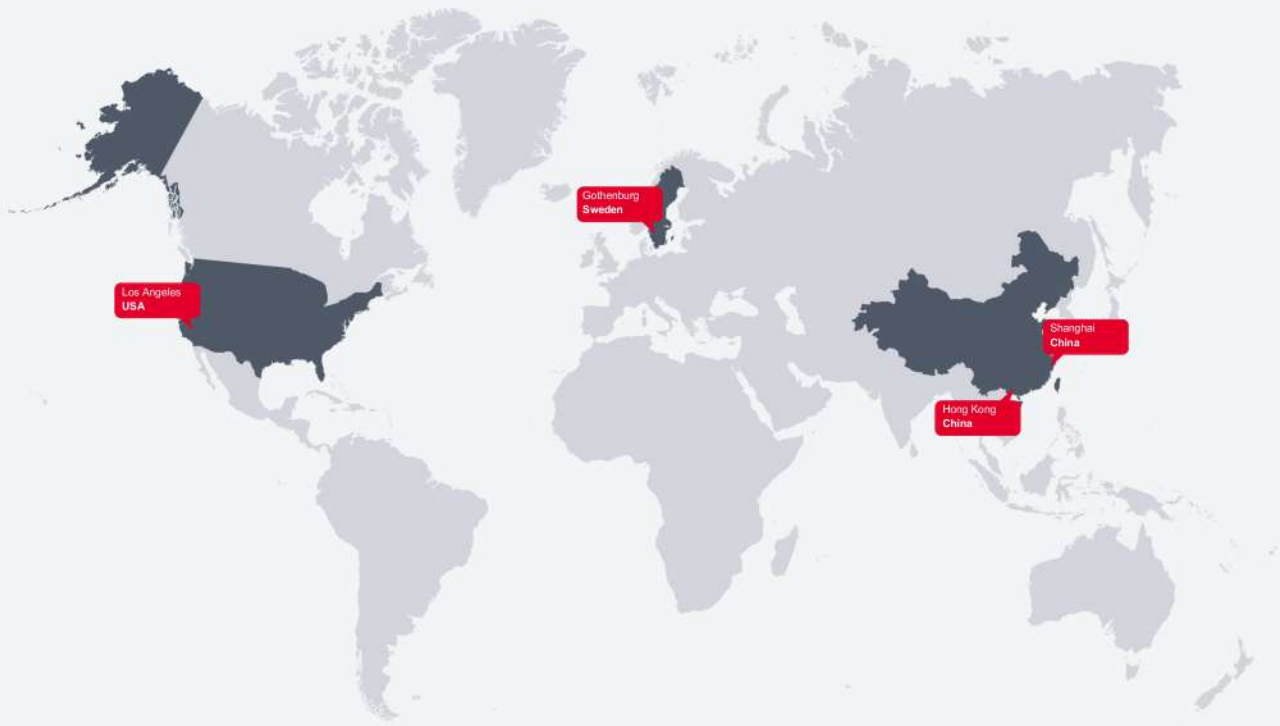 Gothenburg
Sweden
Los Angeles
USA
Shanghai
China
Hong Kong
China